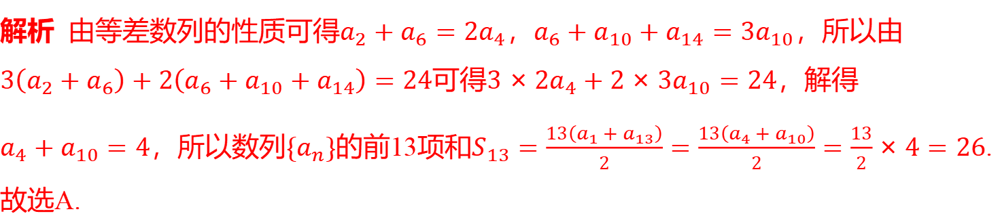 解析 由等差数列的性质可得$a_2 + a_6 = 2a_4$，$a_6 + a_{10} + a_{14} = 3a_{10}$，所以由
$3(a_2 + a_6) + 2(a_6 + a_{10} + a_{14}) = 24$可得$3 \times 2a_4 + 2 \times 3a_{10} = 24$，解得
$a_4 + a_{10} = 4$，所以数列$\{a_n\}$的前13项和$S_{13} = \frac{13(a_1 + a_{13})}{2} = \frac{13(a_4 + a_{10})}{2} = \frac{13}{2} \times 4 = 26$.
故选A.